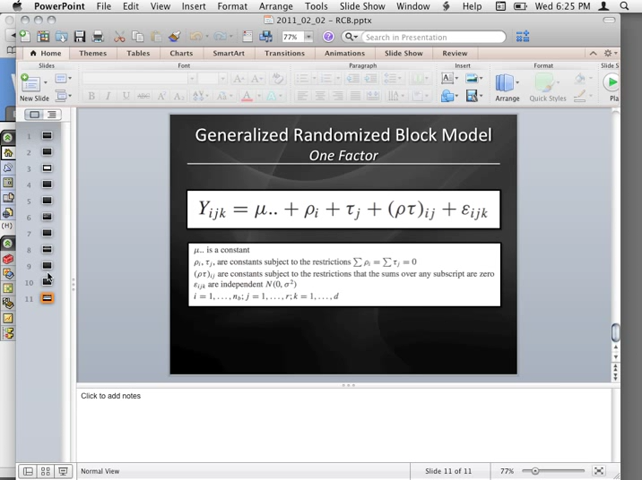 PowerPoint File Edit View Insert Format Arrange Tools Slide Show Window Help Wed 6:25 PM
2011_02_02 - RCB.pptx
77% Search in Presentation
Home Themes Tables Charts SmartArt Transitions Animations Slide Show Review
Slides Font Paragraph Insert Format Slide S
New Slide B I U Arrange Quick Styles Pla
1
2
3
4
5
6
7
8
9
10
11
Generalized Randomized Block Model
One Factor
Y_{ijk} = μ.. + ρ_i + τ_j + (ρτ)_{ij} + ε_{ijk}
μ.. is a constant
ρ_i, τ_j, are constants subject to the restrictions ∑ ρ_i = ∑ τ_j = 0
(ρτ)_{ij} are constants subject to the restrictions that the sums over any subscript are zero
ε_{ijk} are independent N(0, σ²)
i = 1, . . . , n_b; j = 1, . . . , r; k = 1, . . . , d
Click to add notes
(H)
Normal View Slide 11 of 11 77%